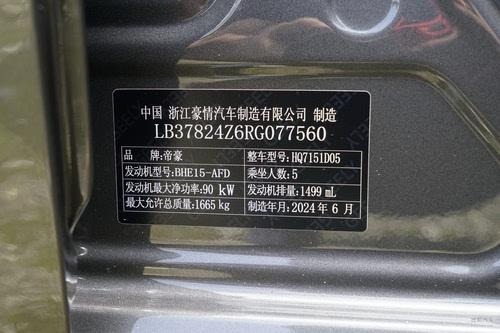 中国 浙江豪情汽车制造有限公司 制造
LB37824Z6RG077560
品牌:帝豪 整车型号:HQ7151D05
发动机型号:BHE15-AFD 乘坐人数:5
发动机最大净功率:90 kW 发动机排量:1499 mL
最大允许总质量:1665 kg 制造年月:2024 年 6 月